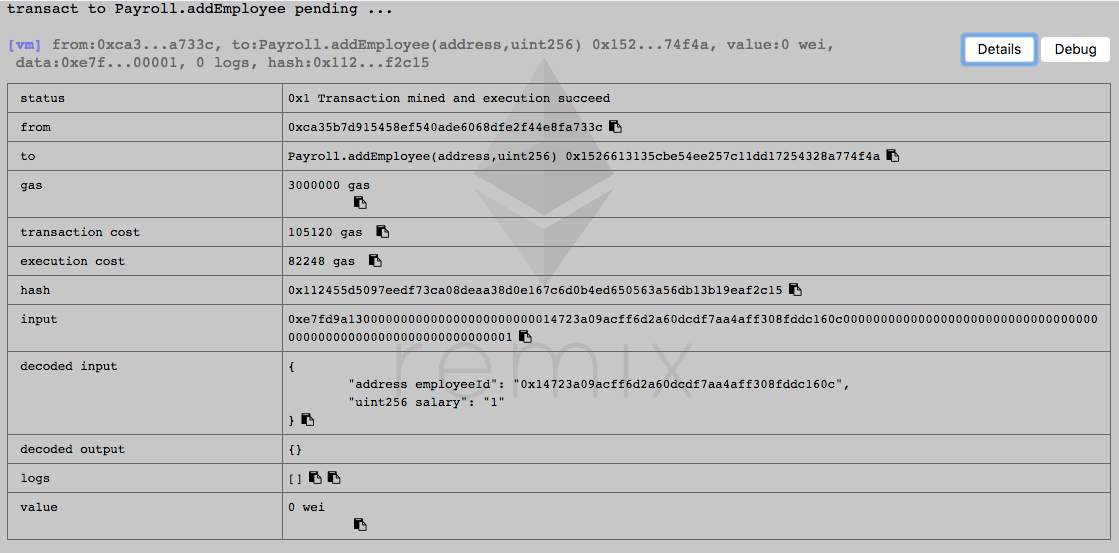 transact to Payroll.addEmployee pending ...
[vm] from:0xca3...a733c, to:Payroll.addEmployee(address,uint256) 0x152...74f4a, value:0 wei,
data:0xe7f...00001, 0 logs, hash:0x112...f2c15
Details Debug
status 0x1 Transaction mined and execution succeed
from 0xca35b7d915458ef540ade6068dfe2f44e8fa733c
to Payroll.addEmployee(address,uint256) 0x1526613135cbe54ee257c11dd17254328a774f4a
gas 3000000 gas
transaction cost 105120 gas
execution cost 82248 gas
hash 0x112455d5097eedf73ca08deaa38d0e167c6d0b4ed650563a56db13b19eaf2c15
input 0xe7fd9a1300000000000000000000000014723a09acff6d2a60dcdf7aa4aff308fddc160c0000000000000000000000000000000000
000000000000000000000000000001
decoded input {
"address employeeId": "0x14723a09acff6d2a60dcdf7aa4aff308fddc160c",
"uint256 salary": "1"
}
decoded output {}
logs []
value 0 wei
remix